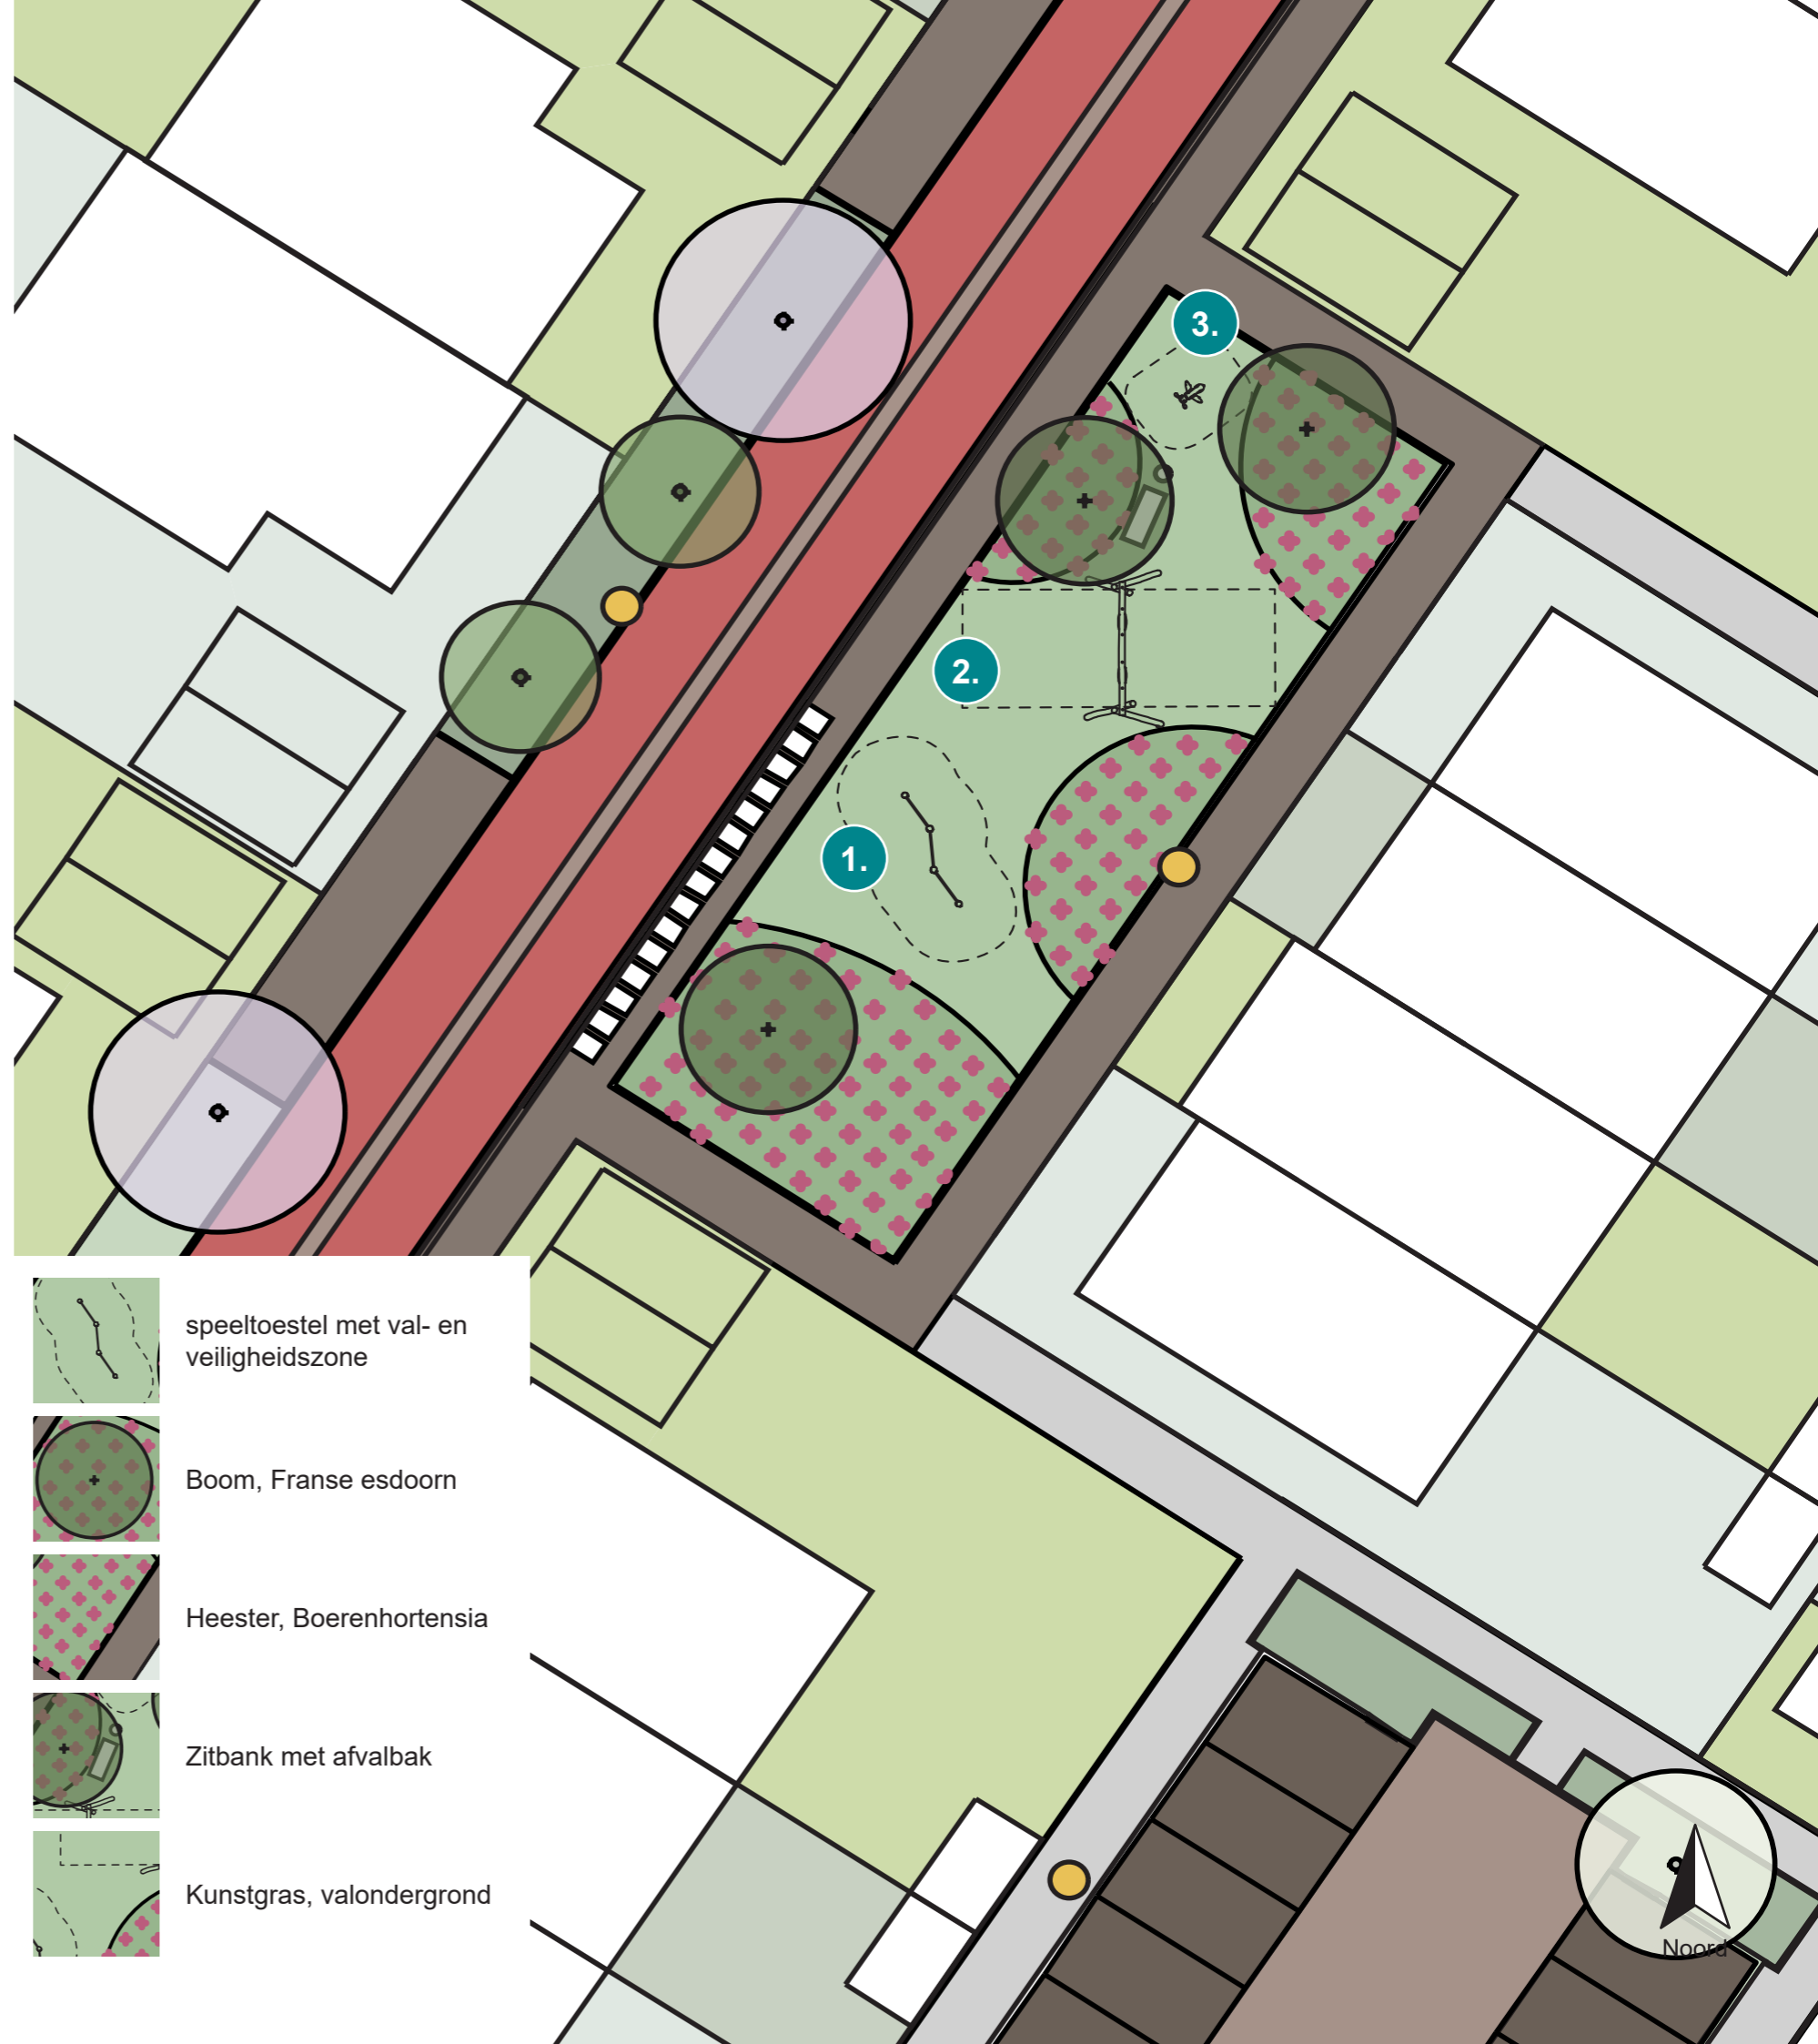 3.
2.
1.
speeltoestel met val- en
veiligheidszone
Boom, Franse esdoorn
Heester, Boerenhortensia
Zitbank met afvalbak
Kunstgras, valondergrond
Noord